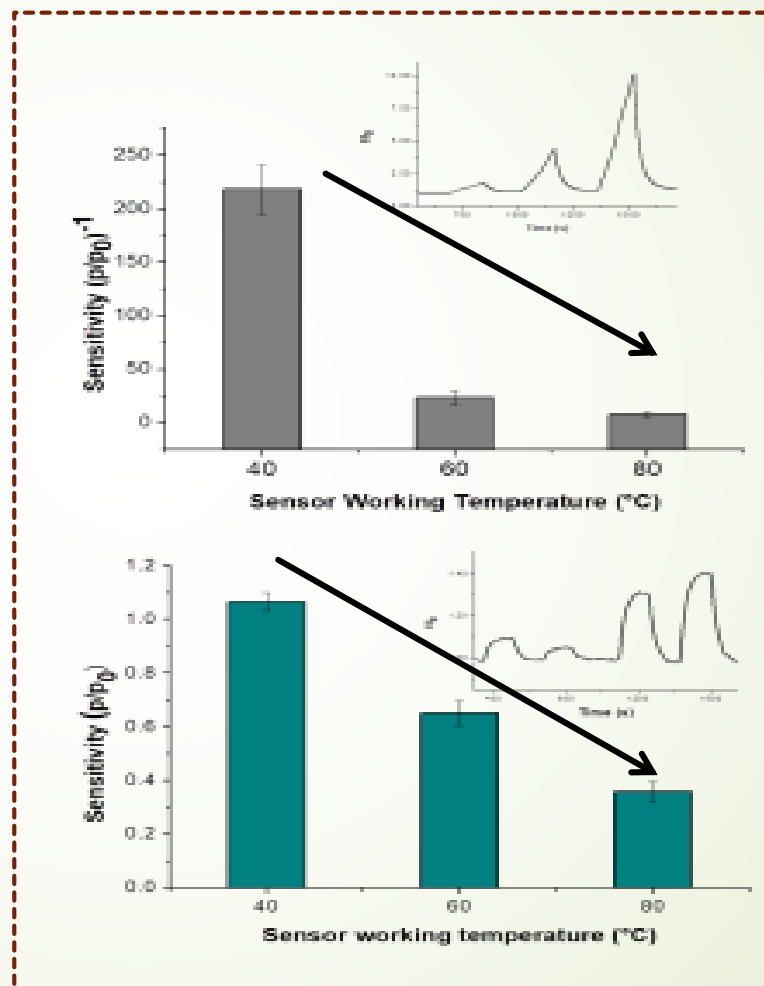 Sensitivity (p/p0)-1
250
200
150
100
50
0
40 60 80
Sensor Working Temperature (°C)
Time (s)
Sensitivity (p/p0)
1.2
1.0
0.8
0.6
0.4
0.2
0.0
40 60 80
Sensor working temperature (°C)
Time (s)